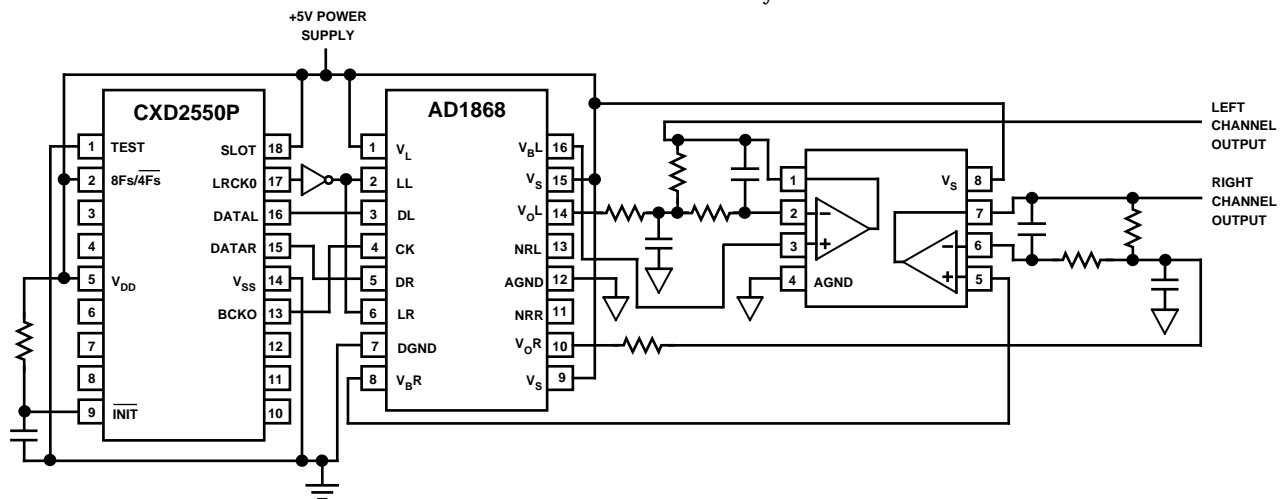 +5V POWER
SUPPLY
CXD2550P
1 TEST
2 8Fs/4Fs
3
4
5 VDD
6
7
8
9 INIT
SLOT 18
LRCK0 17
DATAL 16
DATAR 15
VSS 14
BCKO 13
12
11
10
AD1868
1 VL
2 LL
3 DL
4 CK
5 DR
6 LR
7 DGND
8 VBR
VBL 16
VS 15
VOL 14
NRL 13
AGND 12
NRR 11
VOR 10
VS 9
1
2 −
3 +
4 AGND
VS 8
7
− 6
+ 5
LEFT
CHANNEL
OUTPUT
RIGHT
CHANNEL
OUTPUT